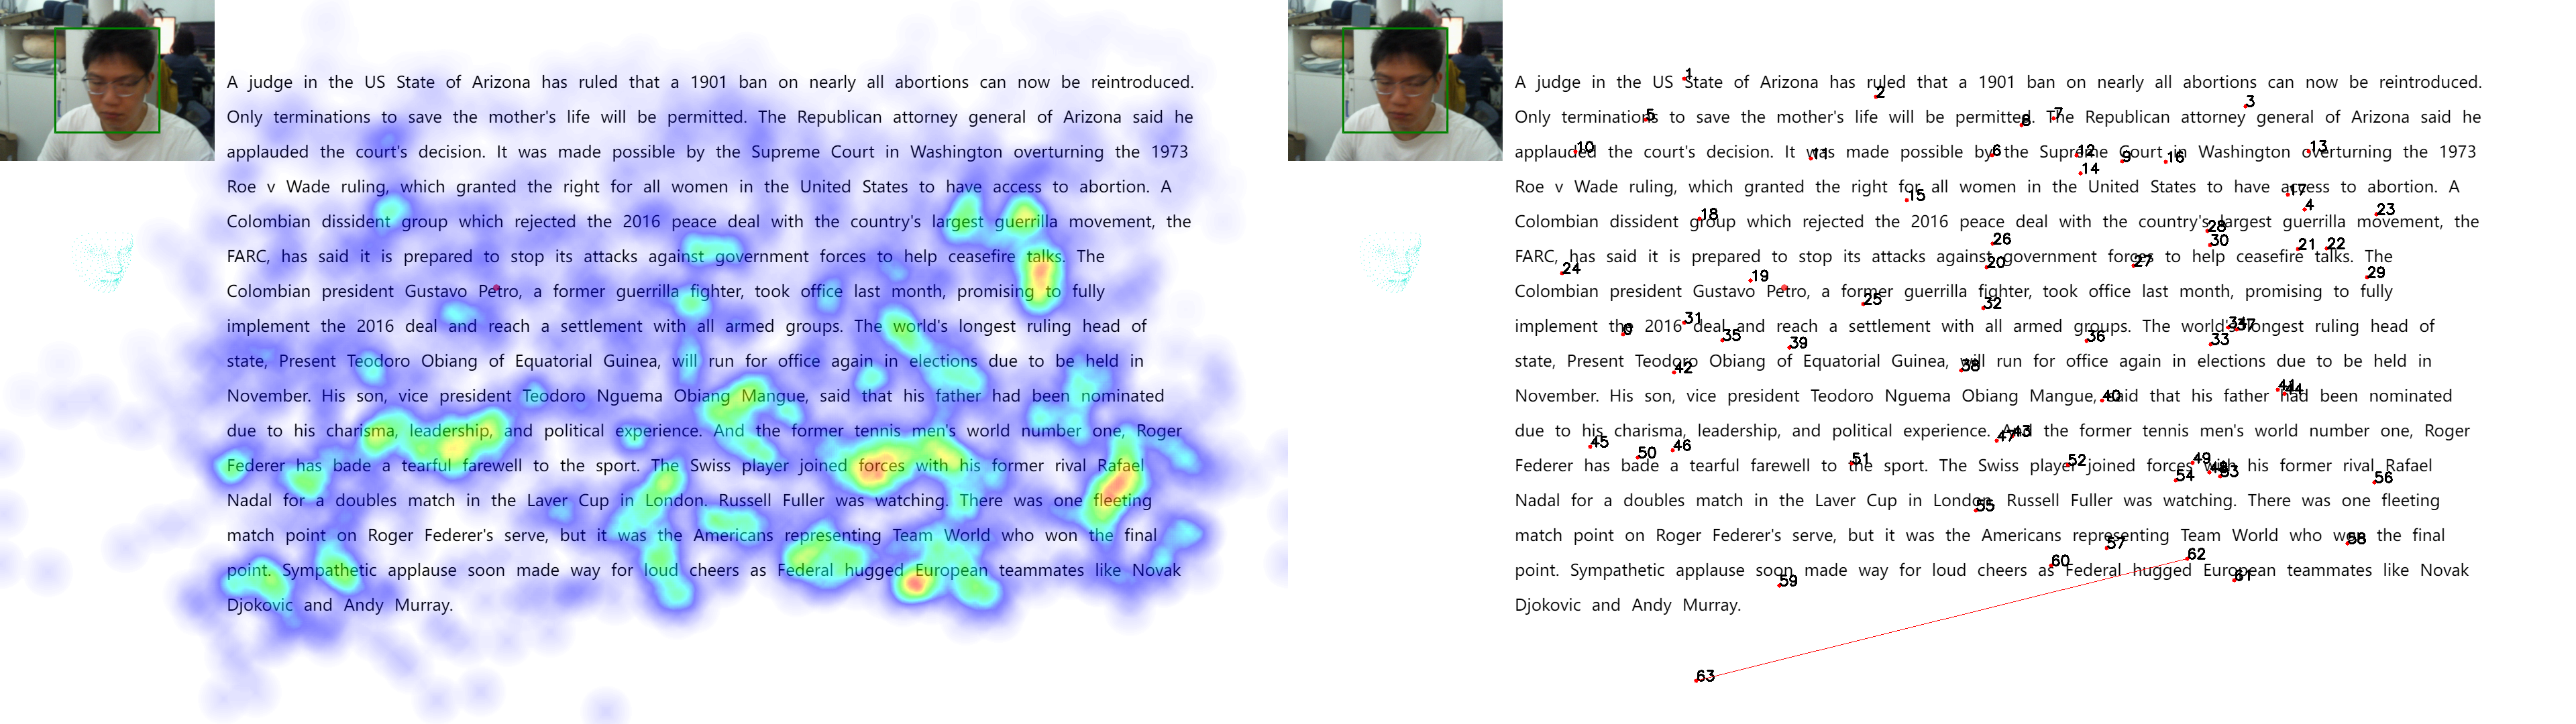 A judge in the US State of Arizona has ruled that a 1901 ban on nearly all abortions can now be reintroduced.
Only terminations to save the mother's life will be permitted. The Republican attorney general of Arizona said he
applauded the court's decision. It was made possible by the Supreme Court in Washington overturning the 1973
Roe v Wade ruling, which granted the right for all women in the United States to have access to abortion. A
Colombian dissident group which rejected the 2016 peace deal with the country's largest guerrilla movement, the
FARC, has said it is prepared to stop its attacks against government forces to help ceasefire talks. The
Colombian president Gustavo Petro, a former guerrilla fighter, took office last month, promising to fully
implement the 2016 deal and reach a settlement with all armed groups. The world's longest ruling head of
state, Present Teodoro Obiang of Equatorial Guinea, will run for office again in elections due to be held in
November. His son, vice president Teodoro Nguema Obiang Mangue, said that his father had been nominated
due to his charisma, leadership, and political experience. And the former tennis men's world number one, Roger
Federer has bade a tearful farewell to the sport. The Swiss player joined forces with his former rival Rafael
Nadal for a doubles match in the Laver Cup in London. Russell Fuller was watching. There was one fleeting
match point on Roger Federer's serve, but it was the Americans representing Team World who won the final
point. Sympathetic applause soon made way for loud cheers as Federal hugged European teammates like Novak
Djokovic and Andy Murray.
A judge in the US State of Arizona has ruled that a 1901 ban on nearly all abortions can now be reintroduced.
Only terminations to save the mother's life will be permitted. The Republican attorney general of Arizona said he
applauded the court's decision. It was made possible by the Supreme Court in Washington overturning the 1973
Roe v Wade ruling, which granted the right for all women in the United States to have access to abortion. A
Colombian dissident group which rejected the 2016 peace deal with the country's largest guerrilla movement, the
FARC, has said it is prepared to stop its attacks against government forces to help ceasefire talks. The
Colombian president Gustavo Petro, a former guerrilla fighter, took office last month, promising to fully
implement the 2016 deal and reach a settlement with all armed groups. The world's longest ruling head of
state, Present Teodoro Obiang of Equatorial Guinea, will run for office again in elections due to be held in
November. His son, vice president Teodoro Nguema Obiang Mangue, said that his father had been nominated
due to his charisma, leadership, and political experience. And the former tennis men's world number one, Roger
Federer has bade a tearful farewell to the sport. The Swiss player joined forces with his former rival Rafael
Nadal for a doubles match in the Laver Cup in London. Russell Fuller was watching. There was one fleeting
match point on Roger Federer's serve, but it was the Americans representing Team World who won the final
point. Sympathetic applause soon made way for loud cheers as Federal hugged European teammates like Novak
Djokovic and Andy Murray.
63